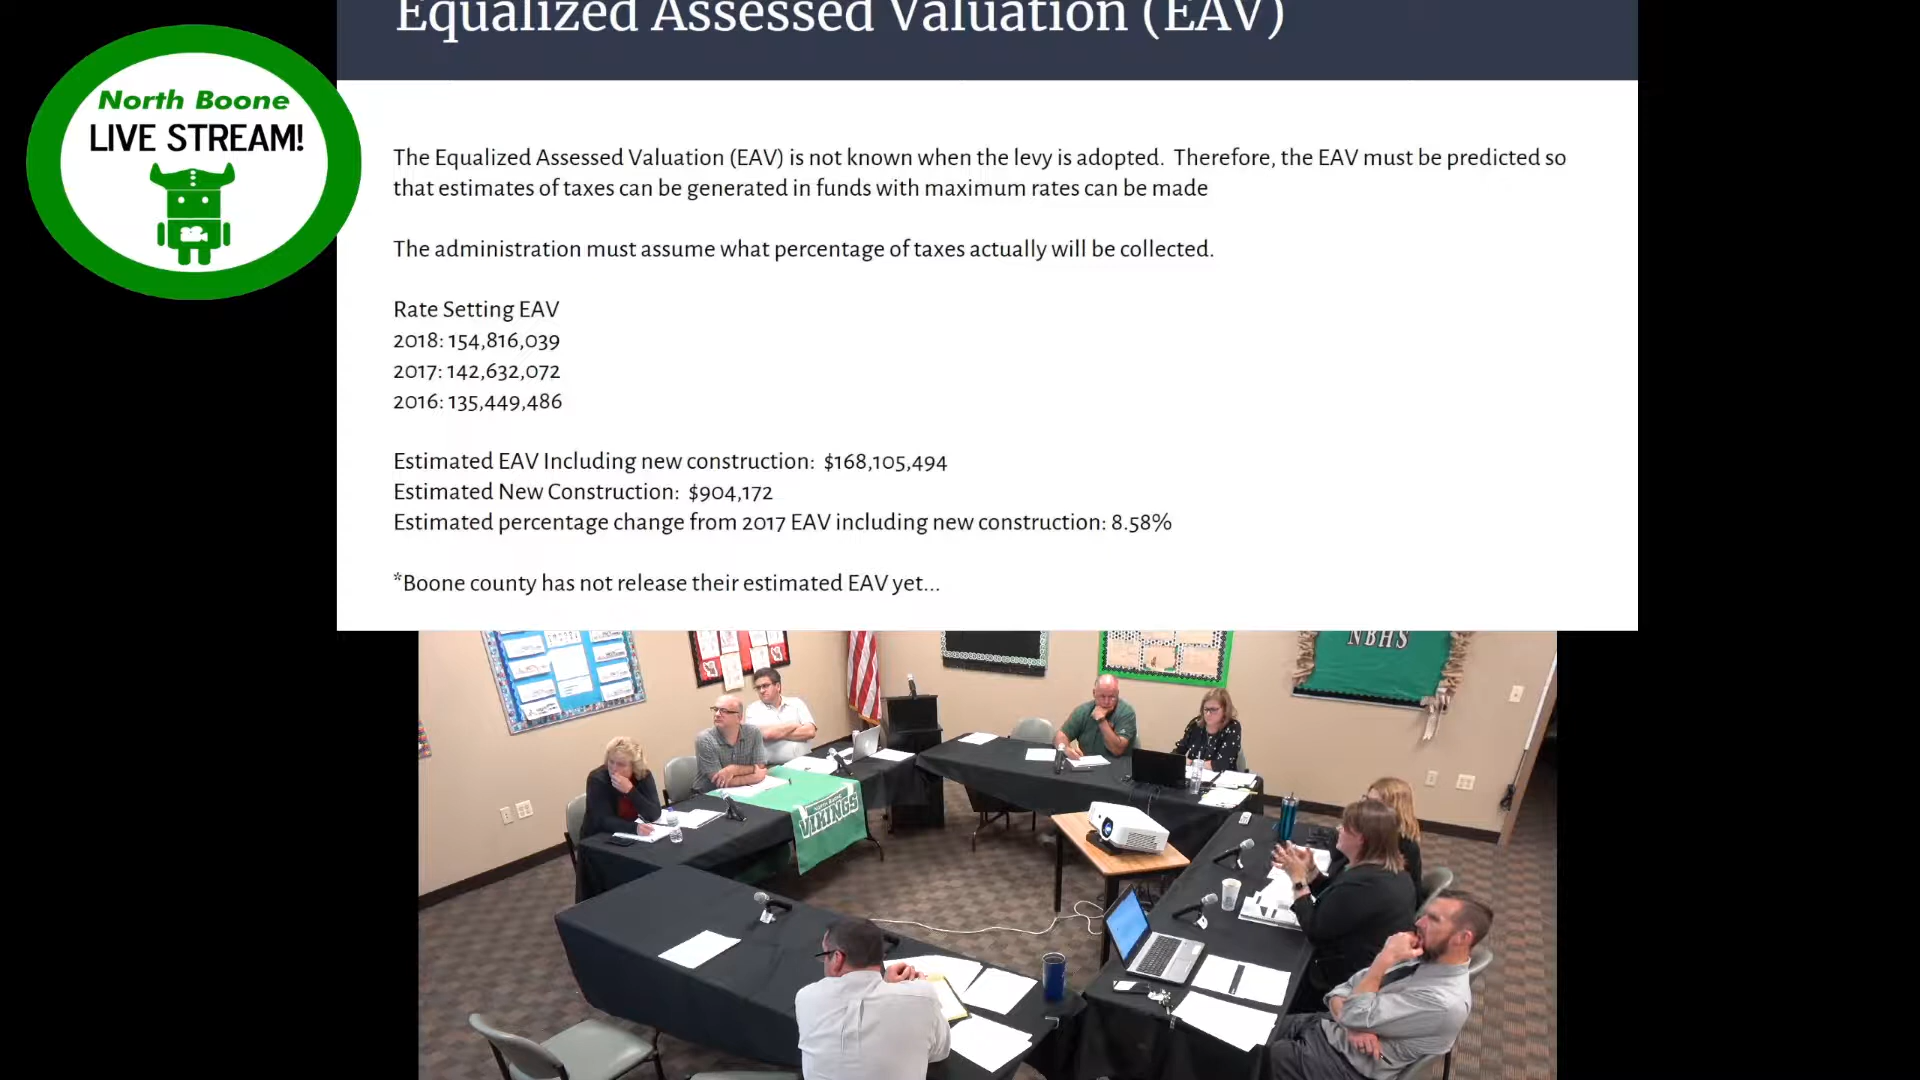 Equalized Assessed Valuation (EAV)
North Boone
LIVE STREAM!
The Equalized Assessed Valuation (EAV) is not known when the levy is adopted. Therefore, the EAV must be predicted so
that estimates of taxes can be generated in funds with maximum rates can be made
The administration must assume what percentage of taxes actually will be collected.
Rate Setting EAV
2018: 154,816,039
2017: 142,632,072
2016: 135,449,486
Estimated EAV Including new construction: $168,105,494
Estimated New Construction: $904,172
Estimated percentage change from 2017 EAV including new construction: 8.58%
*Boone county has not release their estimated EAV yet...
NBHS
NORTH BOONE
VIKINGS